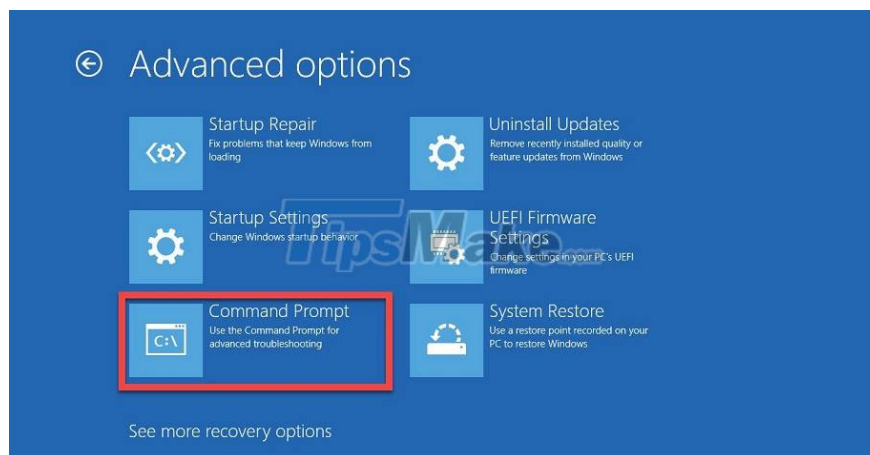 Advanced options
Startup Repair
Fix problems that keep Windows from
loading
Uninstall Updates
Remove recently installed quality or
feature updates from Windows
Startup Settings
Change Windows startup behavior
UEFI Firmware
Settings
Change settings in your PC's UEFI
firmware
TipsMake.com
C:\
Command Prompt
Use the Command Prompt for
advanced troubleshooting
System Restore
Use a restore point recorded on your
PC to restore Windows
See more recovery options